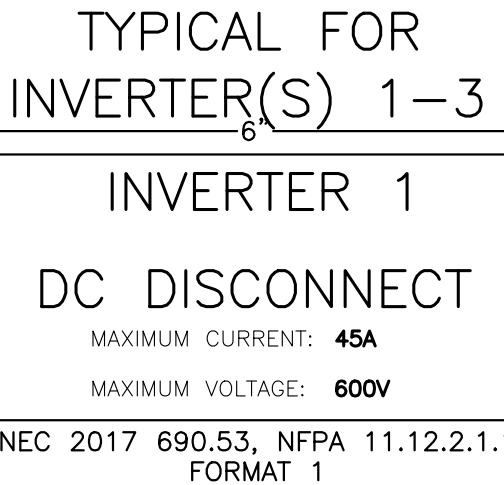 TYPICAL FOR
INVERTER(S) 1-3
6"
INVERTER 1
DC DISCONNECT
MAXIMUM CURRENT: 45A
MAXIMUM VOLTAGE: 600V
NEC 2017 690.53, NFPA 11.12.2.1.
FORMAT 1